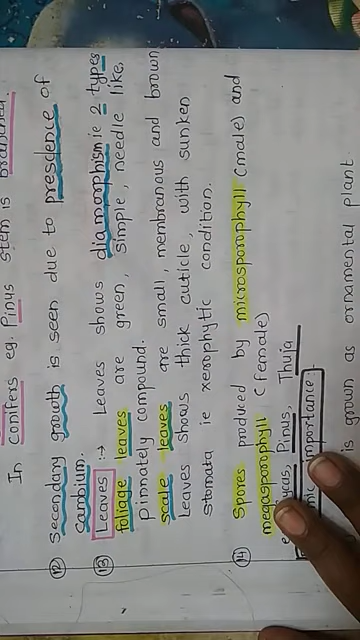 In conifers eg. Pinus stem is branched.
(12) Secondary growth is seen due to presdence of
cambium.
(13) Leaves :→ Leaves shows diamorphism ie 2 types
foliage leaves are green, simple, needle like,
pinnately compound.
scale leaves are small, membranous and brown
Leaves shows thick cuticle, with sunken
stomata ie xerophytic condition.
(14) Spores produced by microsporophyll (male) and
megasporophyll (female)
Pinus, Thuja
importance :
is grown as ornamental plant.